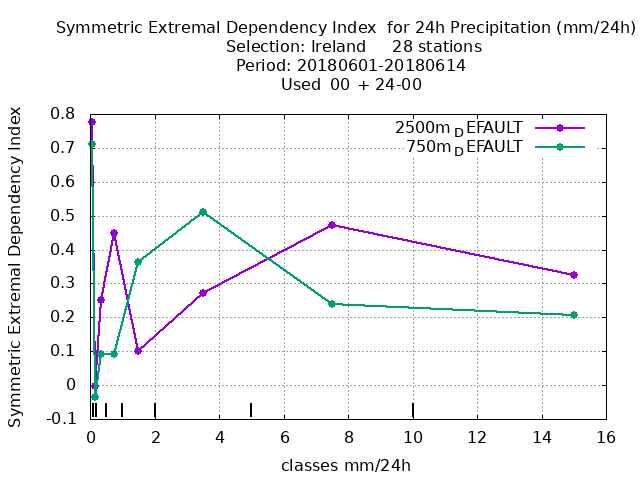 Symmetric Extremal Dependency Index  for 24h Precipitation (mm/24h)
Selection: Ireland     28 stations
Period: 20180601-20180614
Used  00 + 24-00
2500m_DEFAULT
750m_DEFAULT
Symmetric Extremal Dependency Index
0.8
0.7
0.6
0.5
0.4
0.3
0.2
0.1
0
-0.1
0 2 4 6 8 10 12 14 16
classes mm/24h